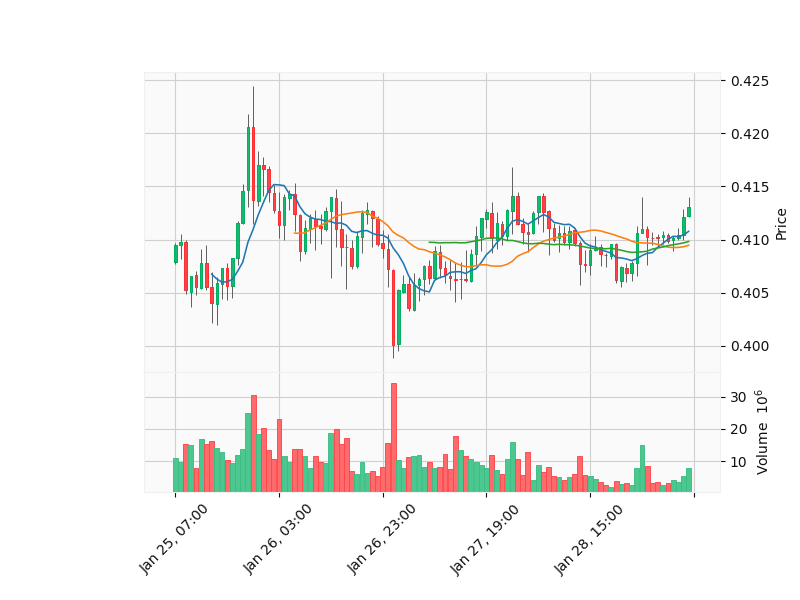 0.425
0.420
0.415
0.410
0.405
0.400
Price
30
20
10
Volume 10^6
Jan 25, 07:00
Jan 26, 03:00
Jan 26, 23:00
Jan 27, 19:00
Jan 28, 15:00